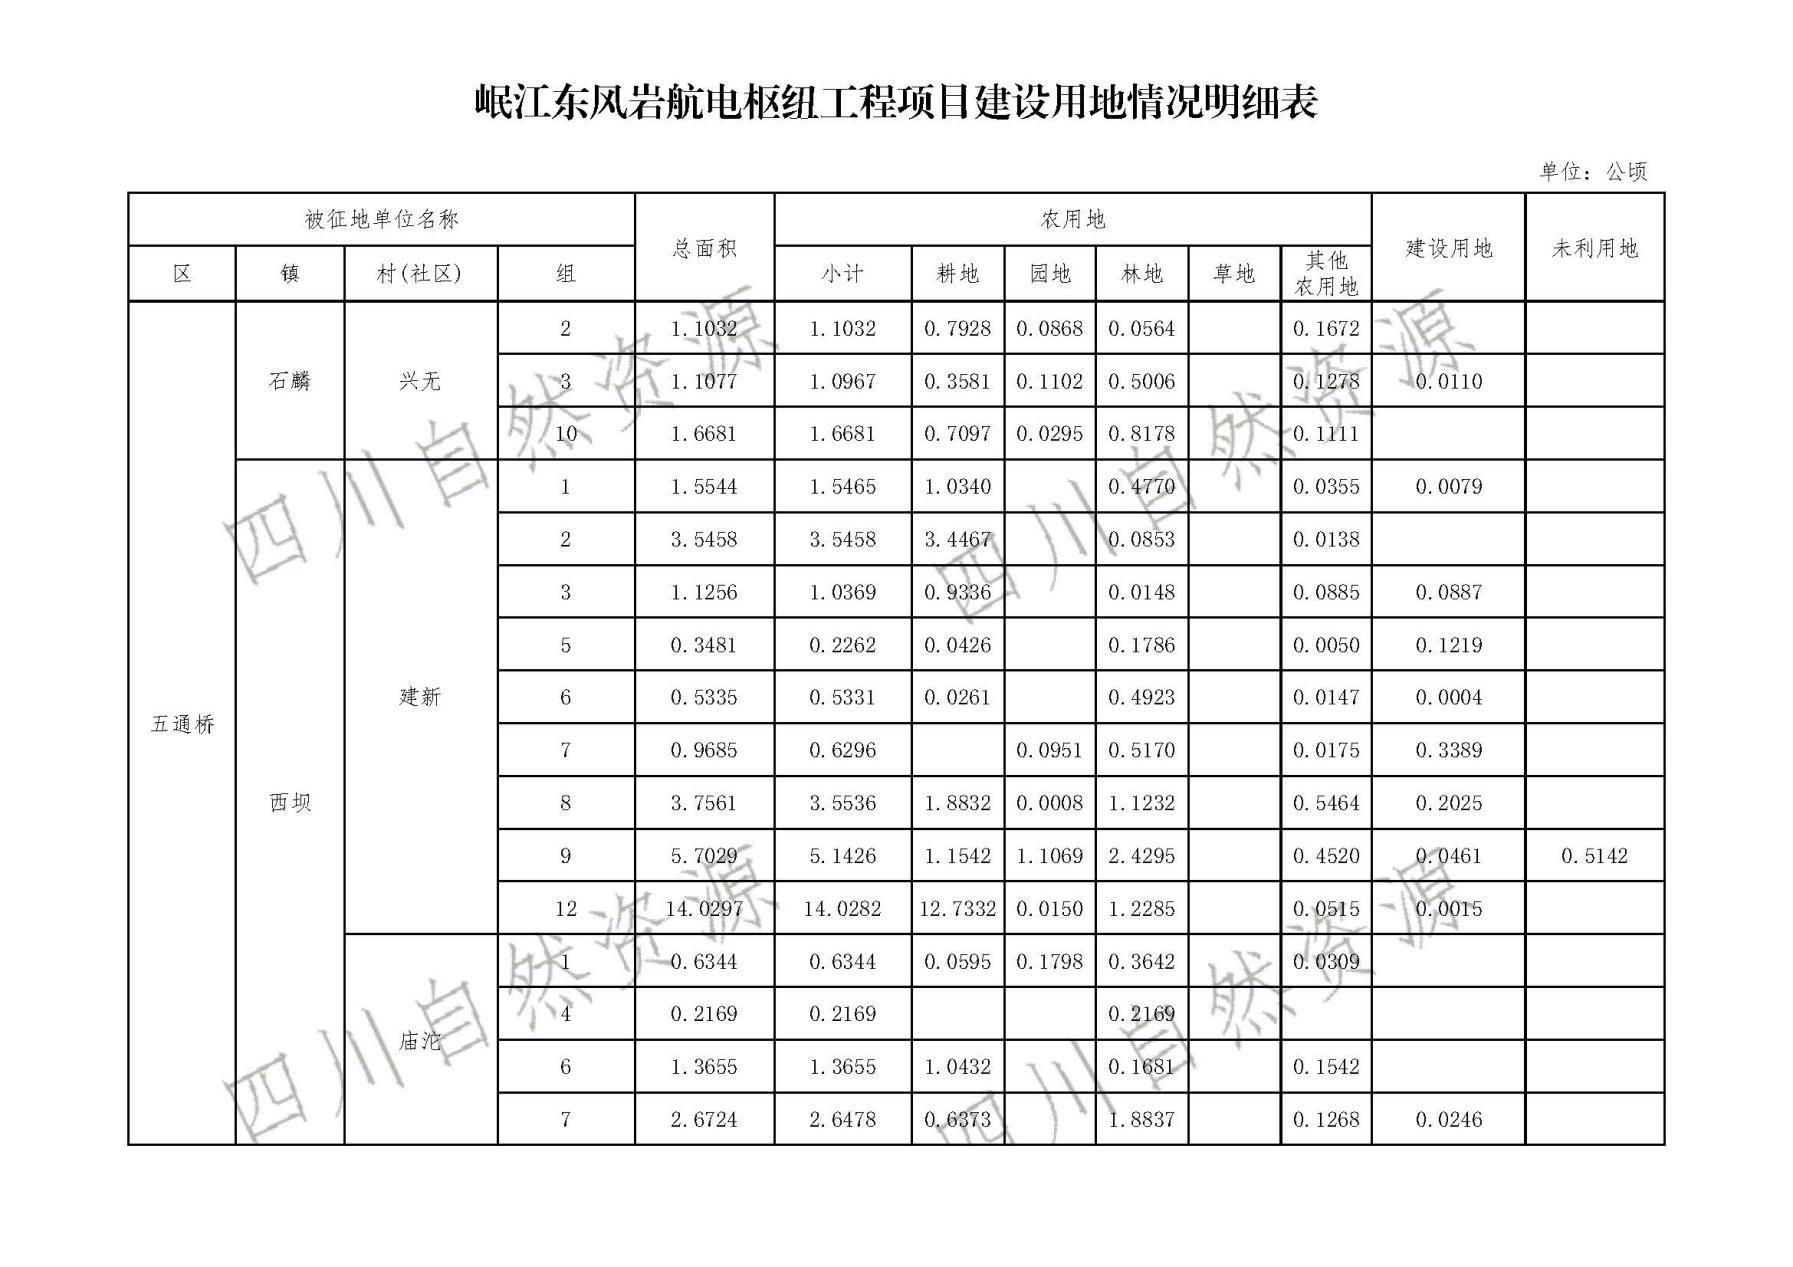 岷江东风岩航电枢纽工程项目建设用地情况明细表
单位：公顷
被征地单位名称 总面积 农用地 建设用地 未利用地
区 镇 村(社区) 组 小计 耕地 园地 林地 草地 其他农用地
五通桥 石麟 兴无 2 1.1032 1.1032 0.7928 0.0868 0.0564 0.1672
3 1.1077 1.0967 0.3581 0.1102 0.5006 0.1278 0.0110
10 1.6681 1.6681 0.7097 0.0295 0.8178 0.1111
西坝 建新 1 1.5544 1.5465 1.0340 0.4770 0.0355 0.0079
2 3.5458 3.5458 3.4467 0.0853 0.0138
3 1.1256 1.0369 0.9336 0.0148 0.0885 0.0887
5 0.3481 0.2262 0.0426 0.1786 0.0050 0.1219
6 0.5335 0.5331 0.0261 0.4923 0.0147 0.0004
7 0.9685 0.6296 0.0951 0.5170 0.0175 0.3389
8 3.7561 3.5536 1.8832 0.0008 1.1232 0.5464 0.2025
9 5.7029 5.1426 1.1542 1.1069 2.4295 0.4520 0.0461 0.5142
12 14.0297 14.0282 12.7332 0.0150 1.2285 0.0515 0.0015
庙沱 1 0.6344 0.6344 0.0595 0.1798 0.3642 0.0309
4 0.2169 0.2169 0.2169
6 1.3655 1.3655 1.0432 0.1681 0.1542
7 2.6724 2.6478 0.6373 1.8837 0.1268 0.0246
四川自然资源
四川自然资源
四川自然资源
四川自然资源